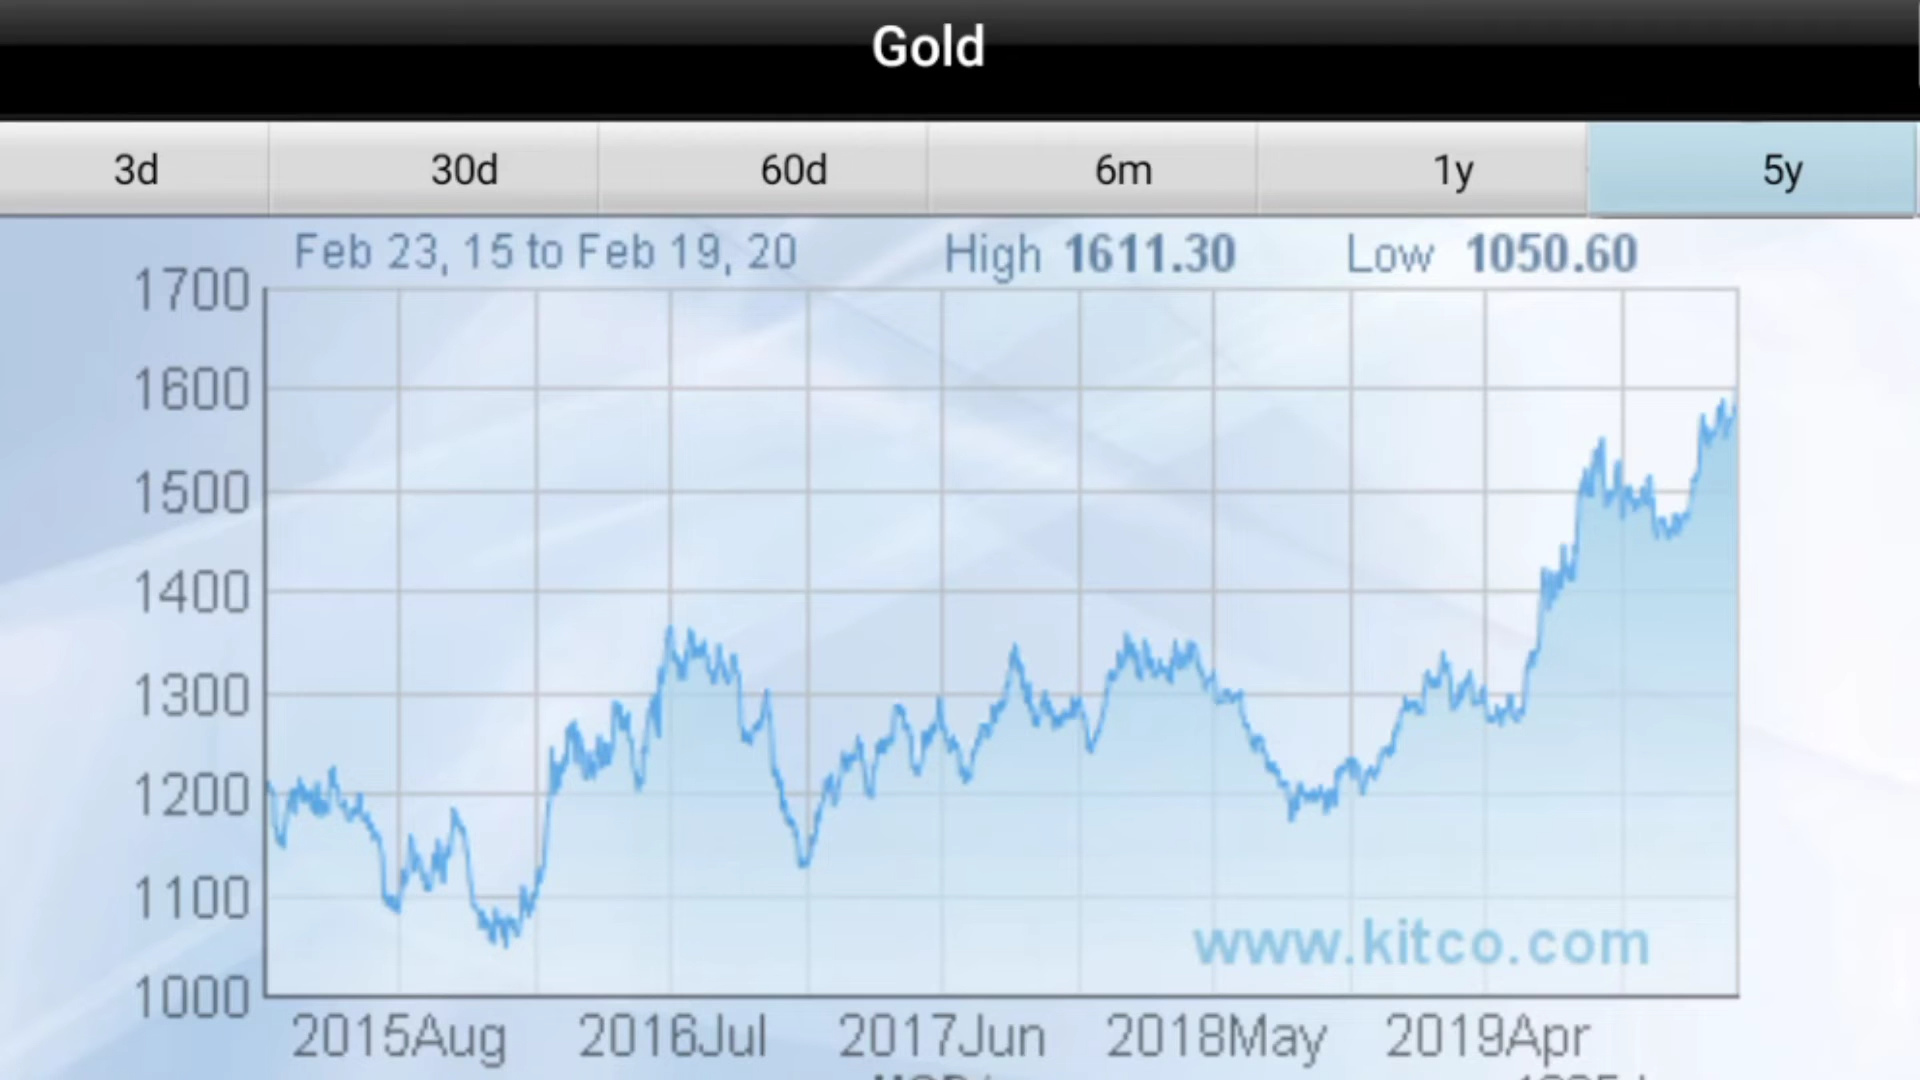 Gold
3d 30d 60d 6m 1y 5y
Feb 23, 15 to Feb 19, 20 High 1611.30 Low 1050.60
1700
1600
1500
1400
1300
1200
1100
www.kitco.com
1000
2015Aug 2016Jul 2017Jun 2018May 2019Apr